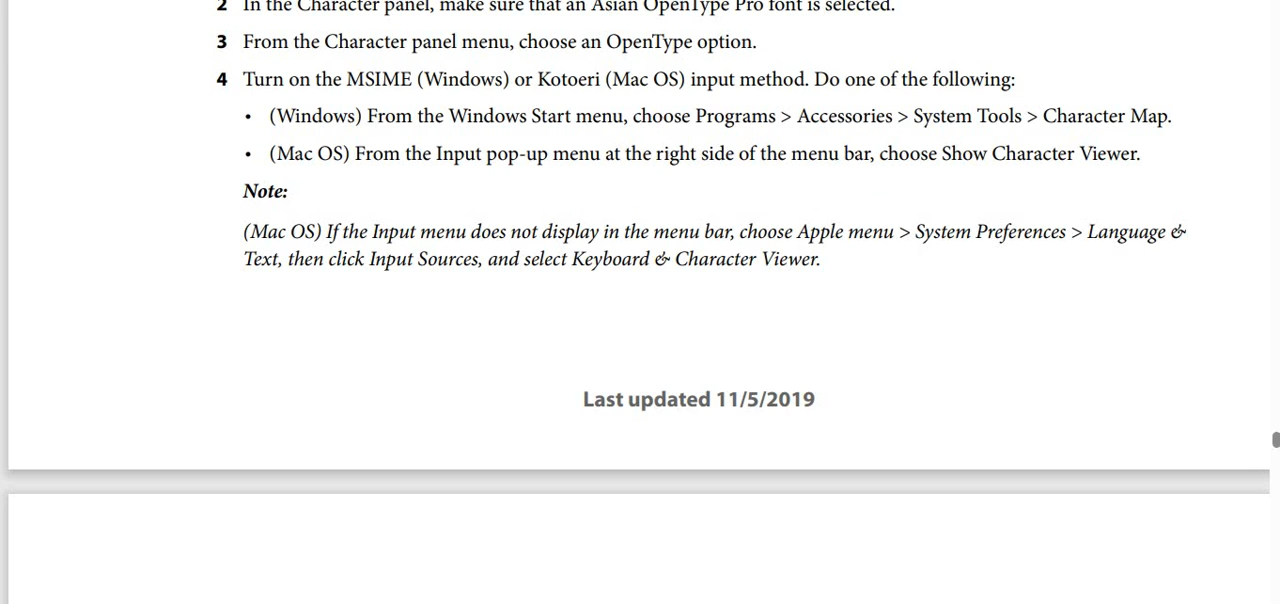 2 In the Character panel, make sure that an Asian OpenType Pro font is selected.
3 From the Character panel menu, choose an OpenType option.
4 Turn on the MSIME (Windows) or Kotoeri (Mac OS) input method. Do one of the following:
• (Windows) From the Windows Start menu, choose Programs > Accessories > System Tools > Character Map.
• (Mac OS) From the Input pop-up menu at the right side of the menu bar, choose Show Character Viewer.
Note:
(Mac OS) If the Input menu does not display in the menu bar, choose Apple menu > System Preferences > Language &
Text, then click Input Sources, and select Keyboard & Character Viewer.
Last updated 11/5/2019